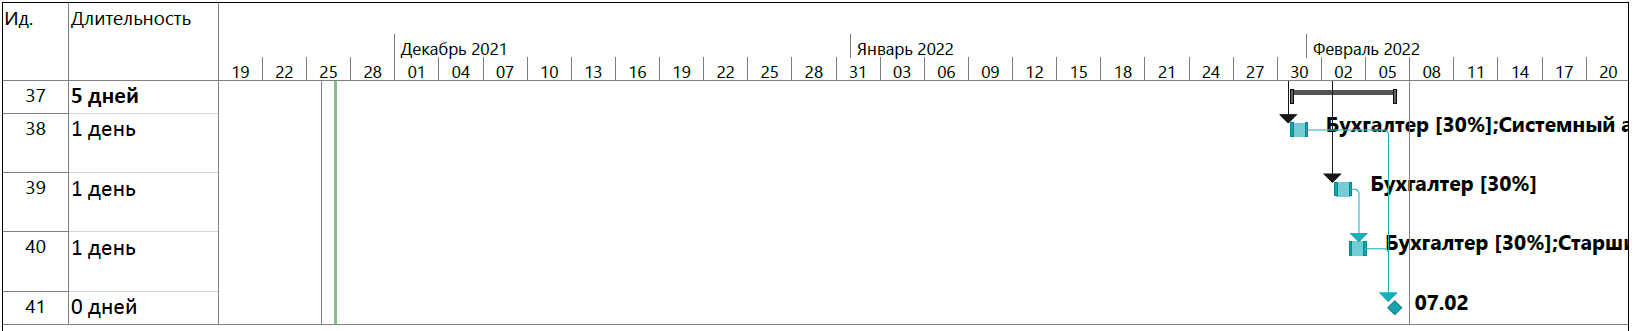 Ид. Длительность
Декабрь 2021 Январь 2022 Февраль 2022
19 22 25 28 01 04 07 10 13 16 19 22 25 28 31 03 06 09 12 15 18 21 24 27 30 02 05 08 11 14 17 20
37 5 дней
38 1 день Бухгалтер [30%];Системный а
39 1 день Бухгалтер [30%]
40 1 день Бухгалтер [30%];Старши
41 0 дней 07.02